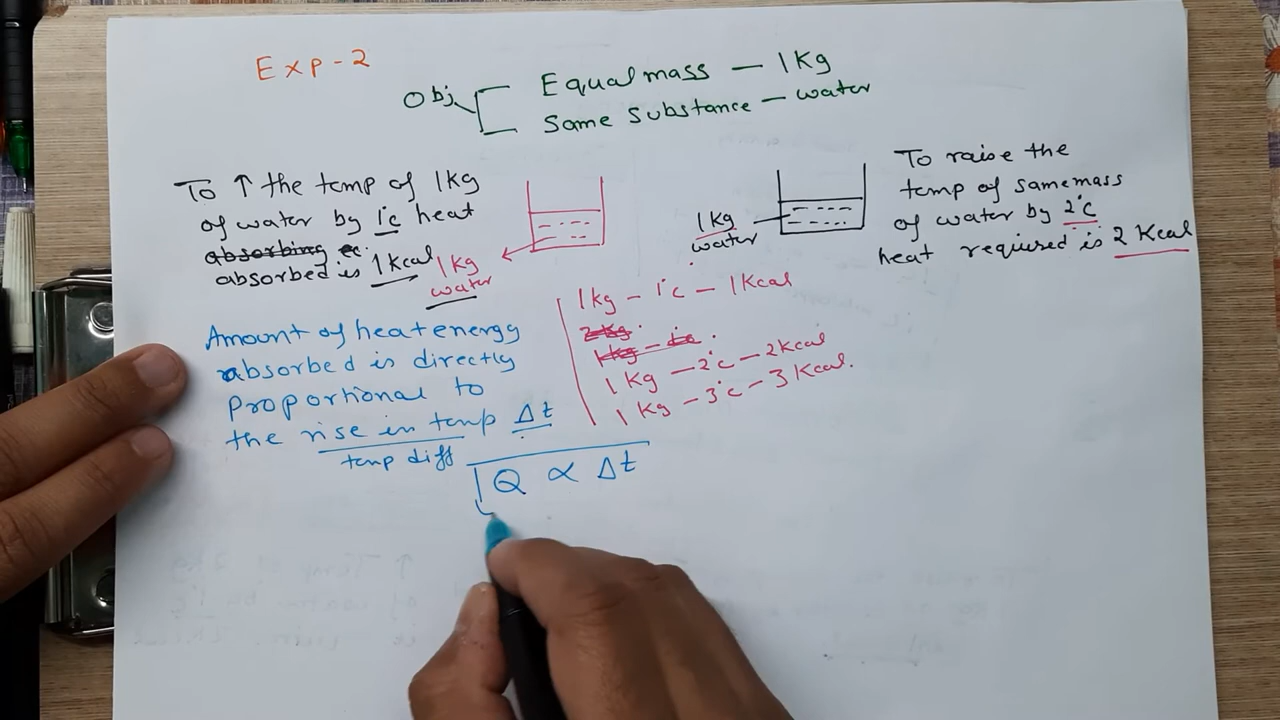 Exp-2
Obj
Equal mass — 1Kg
Same Substance — water
To ↑ the temp of 1Kg
of water by 1°c heat
absorbing
absorbed is 1Kcal
1Kg
water
1Kg
water
To raise the
temp of same mass
of water by 2°c
heat required is 2 Kcal
1Kg - 1°c - 1Kcal
2Kg
1Kg - 1°c
1Kg - 2°c - 2Kcal
1Kg - 3°c - 3Kcal.
Amount of heat energy
absorbed is directly
Proportional to
the rise in temp Δt
temp diff
Q ∝ Δt